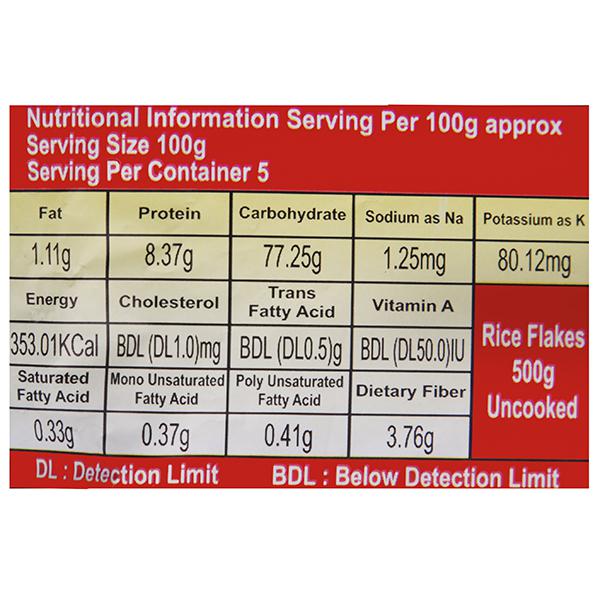 Nutritional Information Serving Per 100g approx
Serving Size 100g
Serving Per Container 5
Fat Protein Carbohydrate Sodium as Na Potassium as K
1.11g 8.37g 77.25g 1.25mg 80.12mg
Energy Cholesterol Trans Fatty Acid Vitamin A
353.01KCal BDL (DL1.0)mg BDL (DL0.5)g BDL (DL50.0)IU
Rice Flakes
500g
Uncooked
Saturated Fatty Acid Mono Unsaturated Fatty Acid Poly Unsaturated Fatty Acid Dietary Fiber
0.33g 0.37g 0.41g 3.76g
DL : Detection Limit BDL : Below Detection Limit